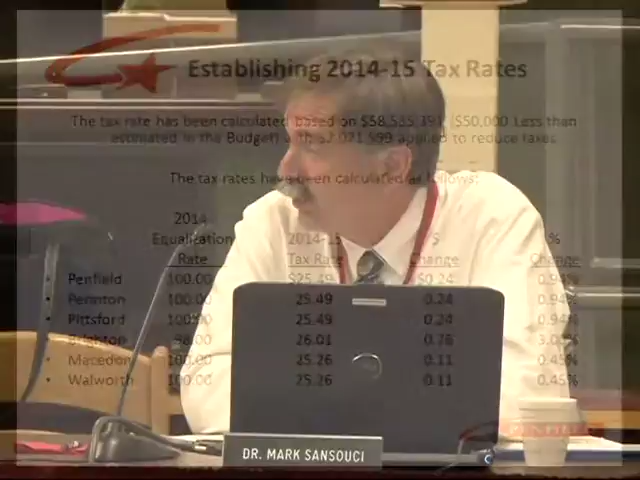 Establishing 2014-15 Tax Rates
The tax rate has been calculated based on $58,535,391 ($50,000 Less than
estimated in the Budget) with $2,021,999 applied to reduce taxes.
The tax rates have been calculated as follows:
2014
Equalization 2014-15 $ %
Rate Tax Rate Change Change
Penfield 100.00 $25.49 $0.24 0.94%
Perinton 100.00 25.49 0.24 0.94%
Pittsford 100.00 25.49 0.24 0.94%
Brighton 98.00 26.01 0.76
Macedon 100.00 25.26 0.11 0.45%
Walworth 100.00 25.26 0.11 0.45%
PENFIELD
DR. MARK SANSOUCI